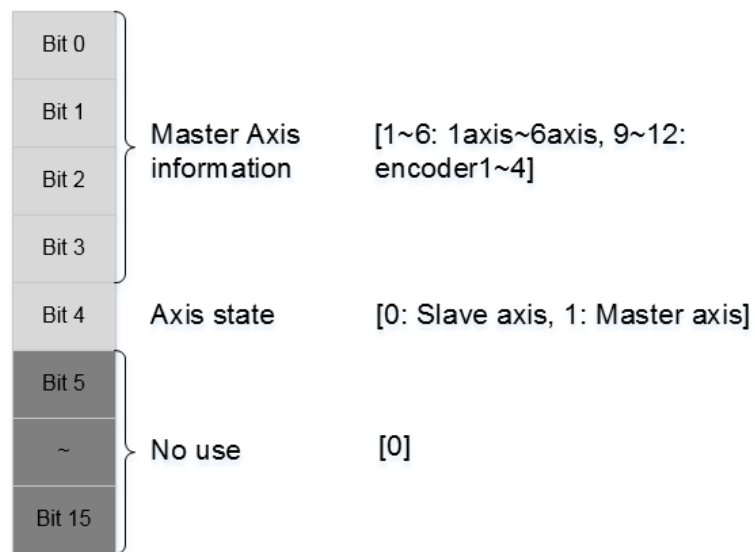 Bit 0
Bit 1
Master Axis [1~6: 1axis~6axis, 9~12:
information encoder1~4]
Bit 2
Bit 3
Bit 4 Axis state [0: Slave axis, 1: Master axis]
Bit 5
~ No use [0]
Bit 15